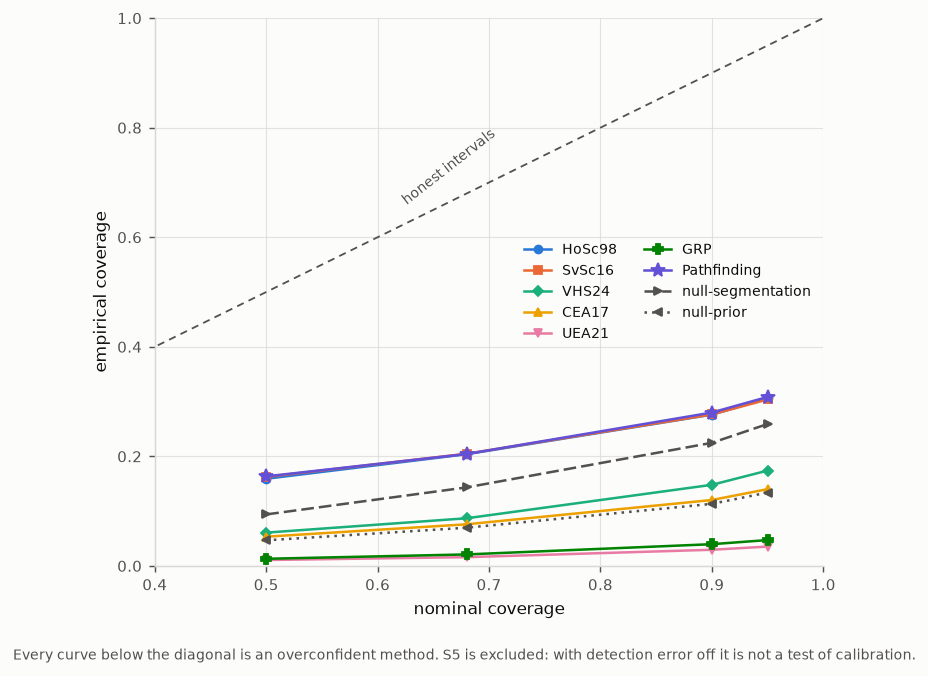 1.0
0.8
0.6
0.4
0.2
0.0
empirical coverage
honest intervals
HoSc98
SvSc16
VHS24
CEA17
UEA21
GRP
Pathfinding
null-segmentation
null-prior
0.4 0.5 0.6 0.7 0.8 0.9 1.0
nominal coverage
Every curve below the diagonal is an overconfident method. S5 is excluded: with detection error off it is not a test of calibration.